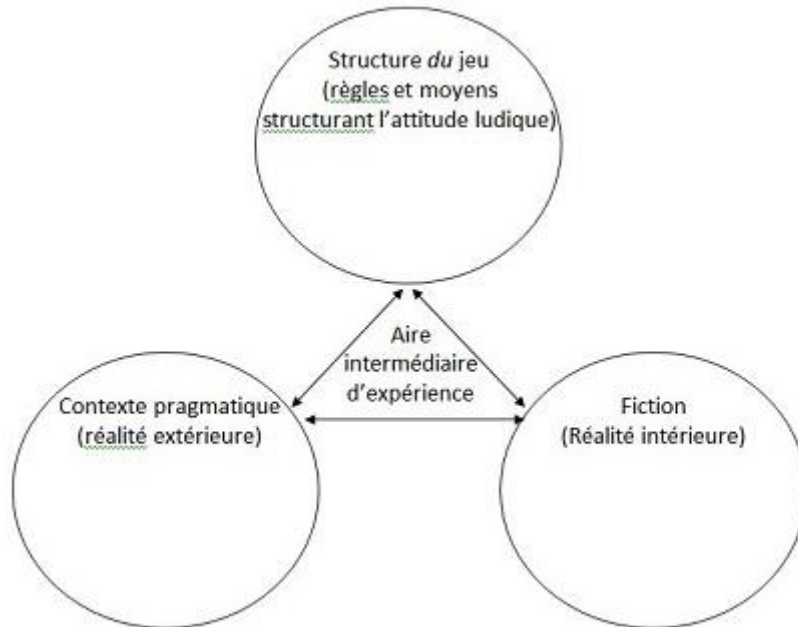 Structure du jeu
(règles et moyens
structurant l'attitude ludique)
Aire
intermédiaire
d'expérience
Contexte pragmatique
(réalité extérieure)
Fiction
(Réalité intérieure)